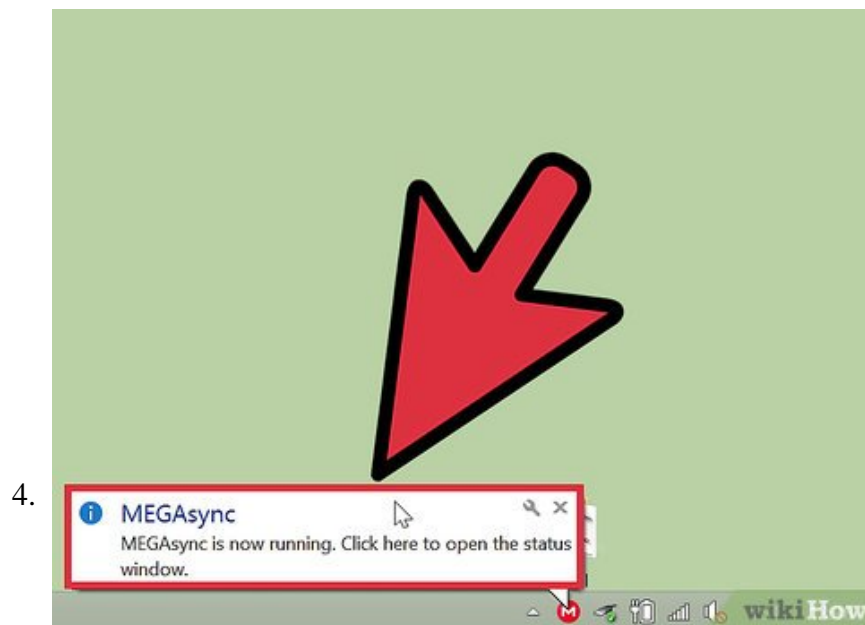 4.
MEGAsync
MEGAsync is now running. Click here to open the status
window.
M
wikiHow